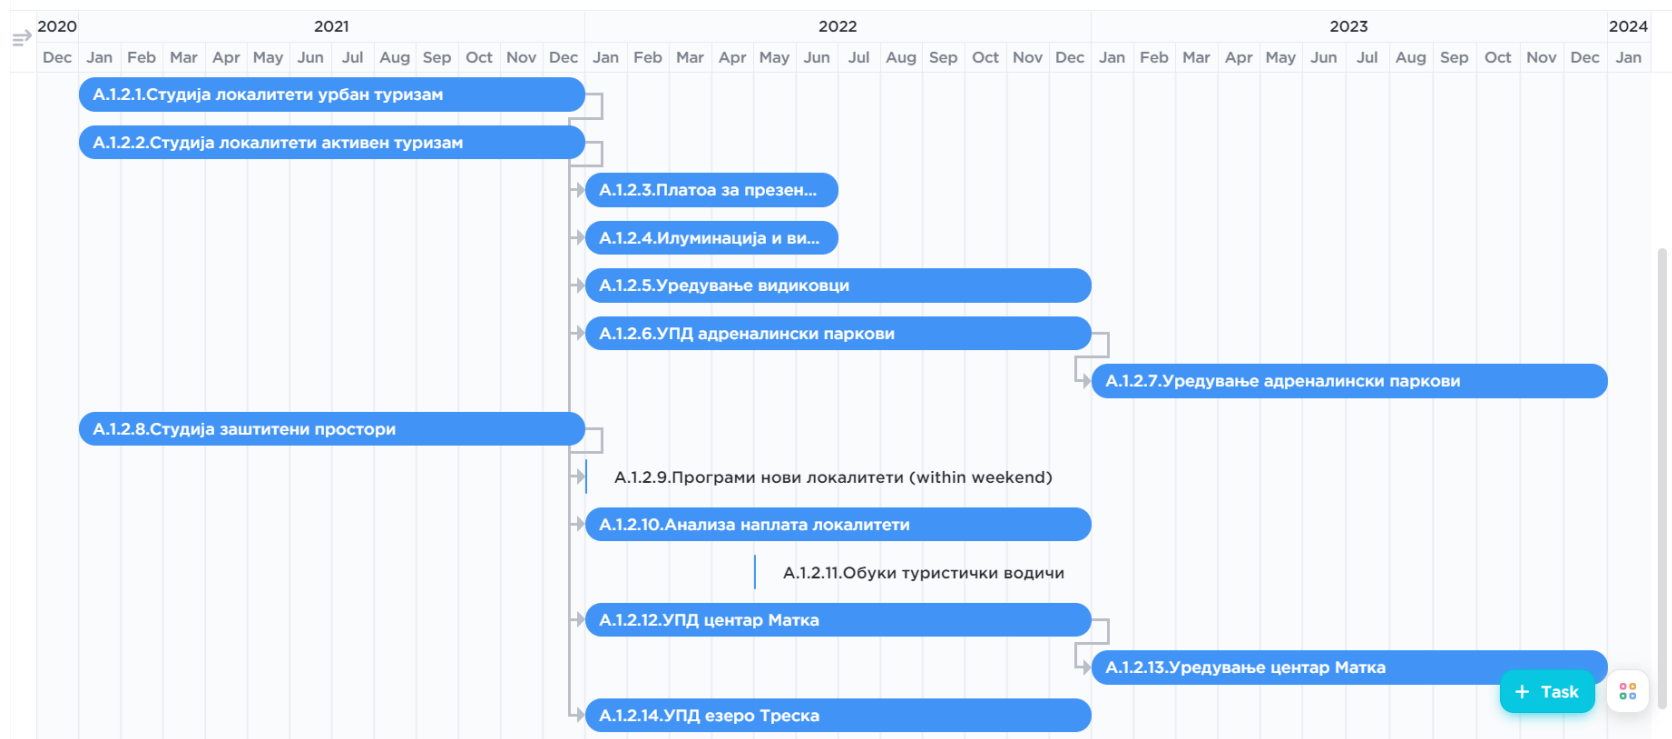 2020 2021 2022 2023 2024
Dec Jan Feb Mar Apr May Jun Jul Aug Sep Oct Nov Dec Jan Feb Mar Apr May Jun Jul Aug Sep Oct Nov Dec Jan Feb Mar Apr May Jun Jul Aug Sep Oct Nov Dec Jan
А.1.2.1.Студија локалитети урбан туризам
А.1.2.2.Студија локалитети активен туризам
А.1.2.3.Платоа за презен...
А.1.2.4.Илуминација и ви...
А.1.2.5.Уредување видиковци
А.1.2.6.УПД адреналински паркови
А.1.2.7.Уредување адреналински паркови
А.1.2.8.Студија заштитени простори
А.1.2.9.Програми нови локалитети (within weekend)
А.1.2.10.Анализа наплата локалитети
А.1.2.11.Обуки туристички водичи
А.1.2.12.УПД центар Матка
А.1.2.13.Уредување центар Матка
+ Task
А.1.2.14.УПД езеро Треска